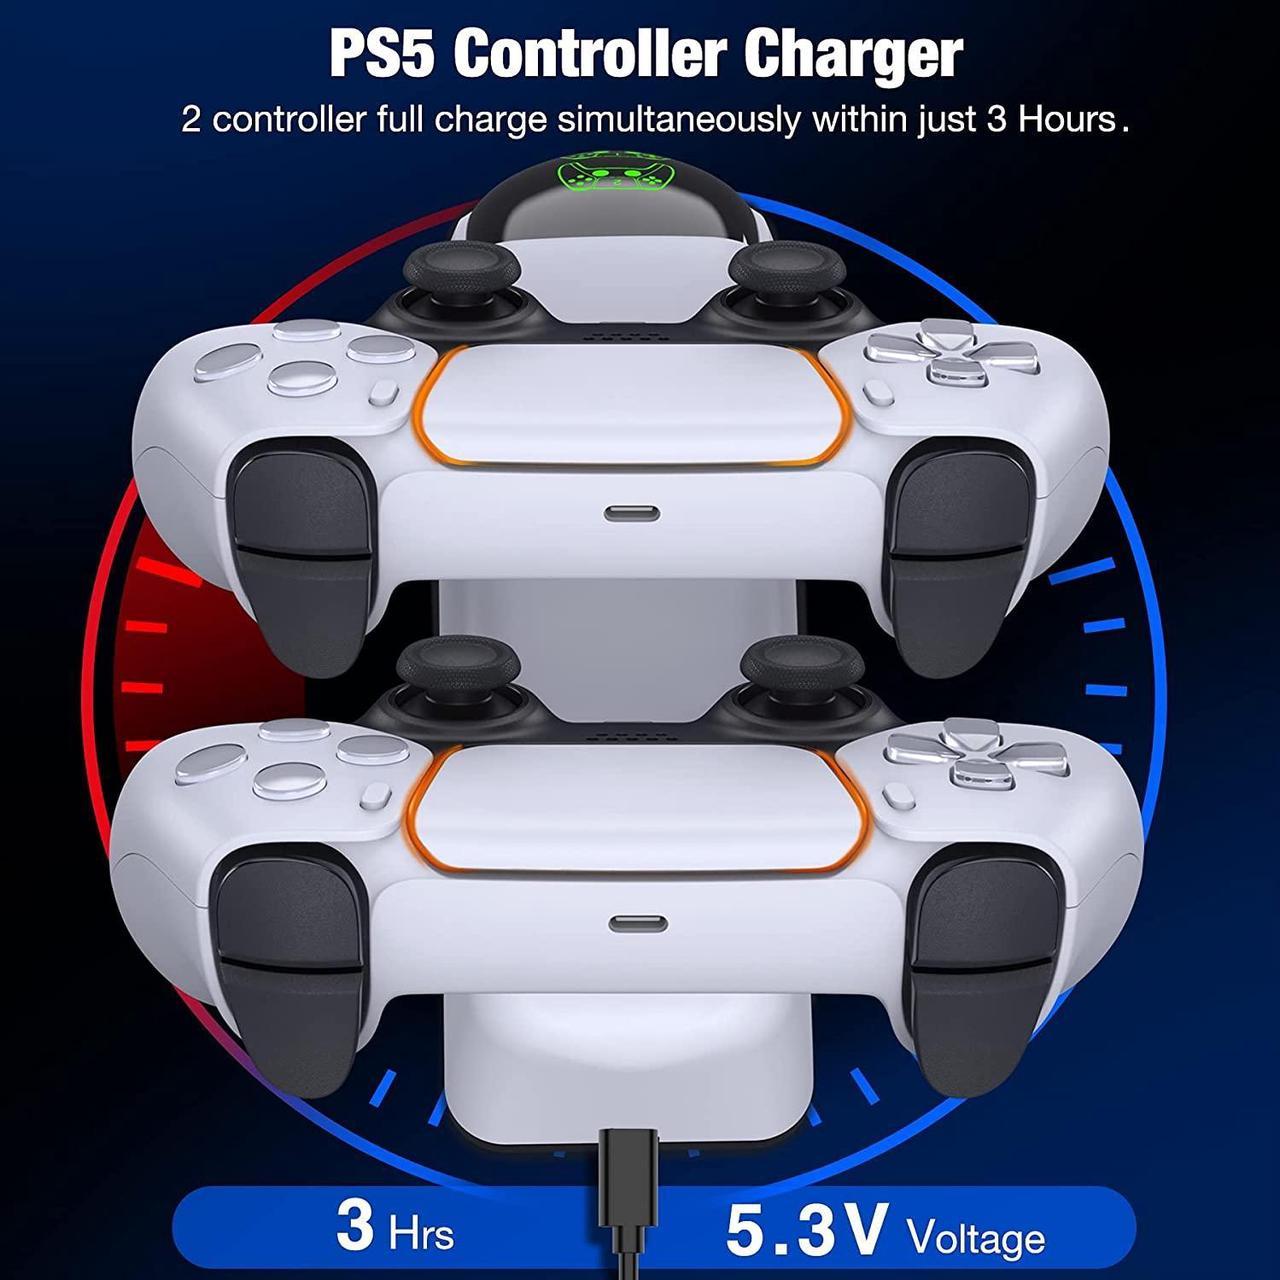 PS5 Controller Charger
2 controller full charge simultaneously within just 3 Hours.
3 Hrs
5.3V Voltage